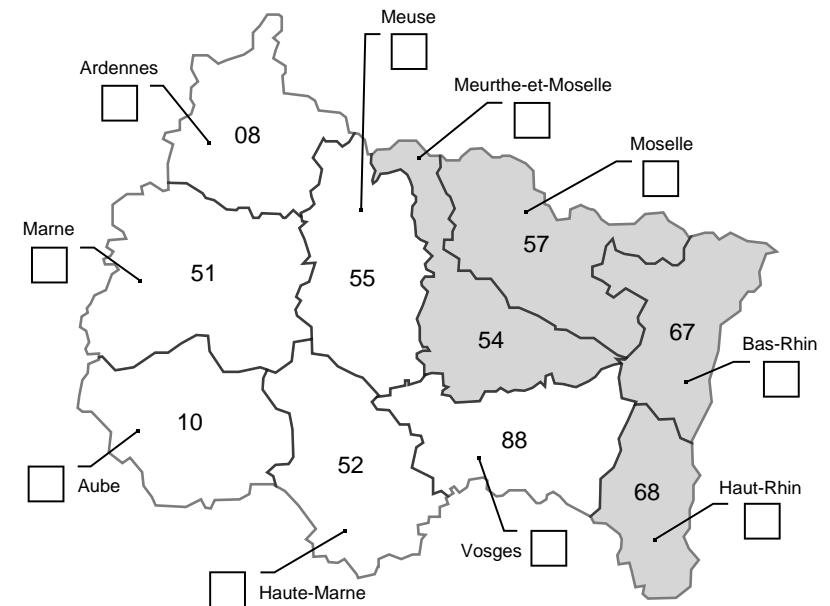 Meuse
Ardennes
Meurthe-et-Moselle
08
Moselle
Marne
57
51
55
67
54
Bas-Rhin
10
88
52
Aube
68
Haut-Rhin
Vosges
Haute-Marne